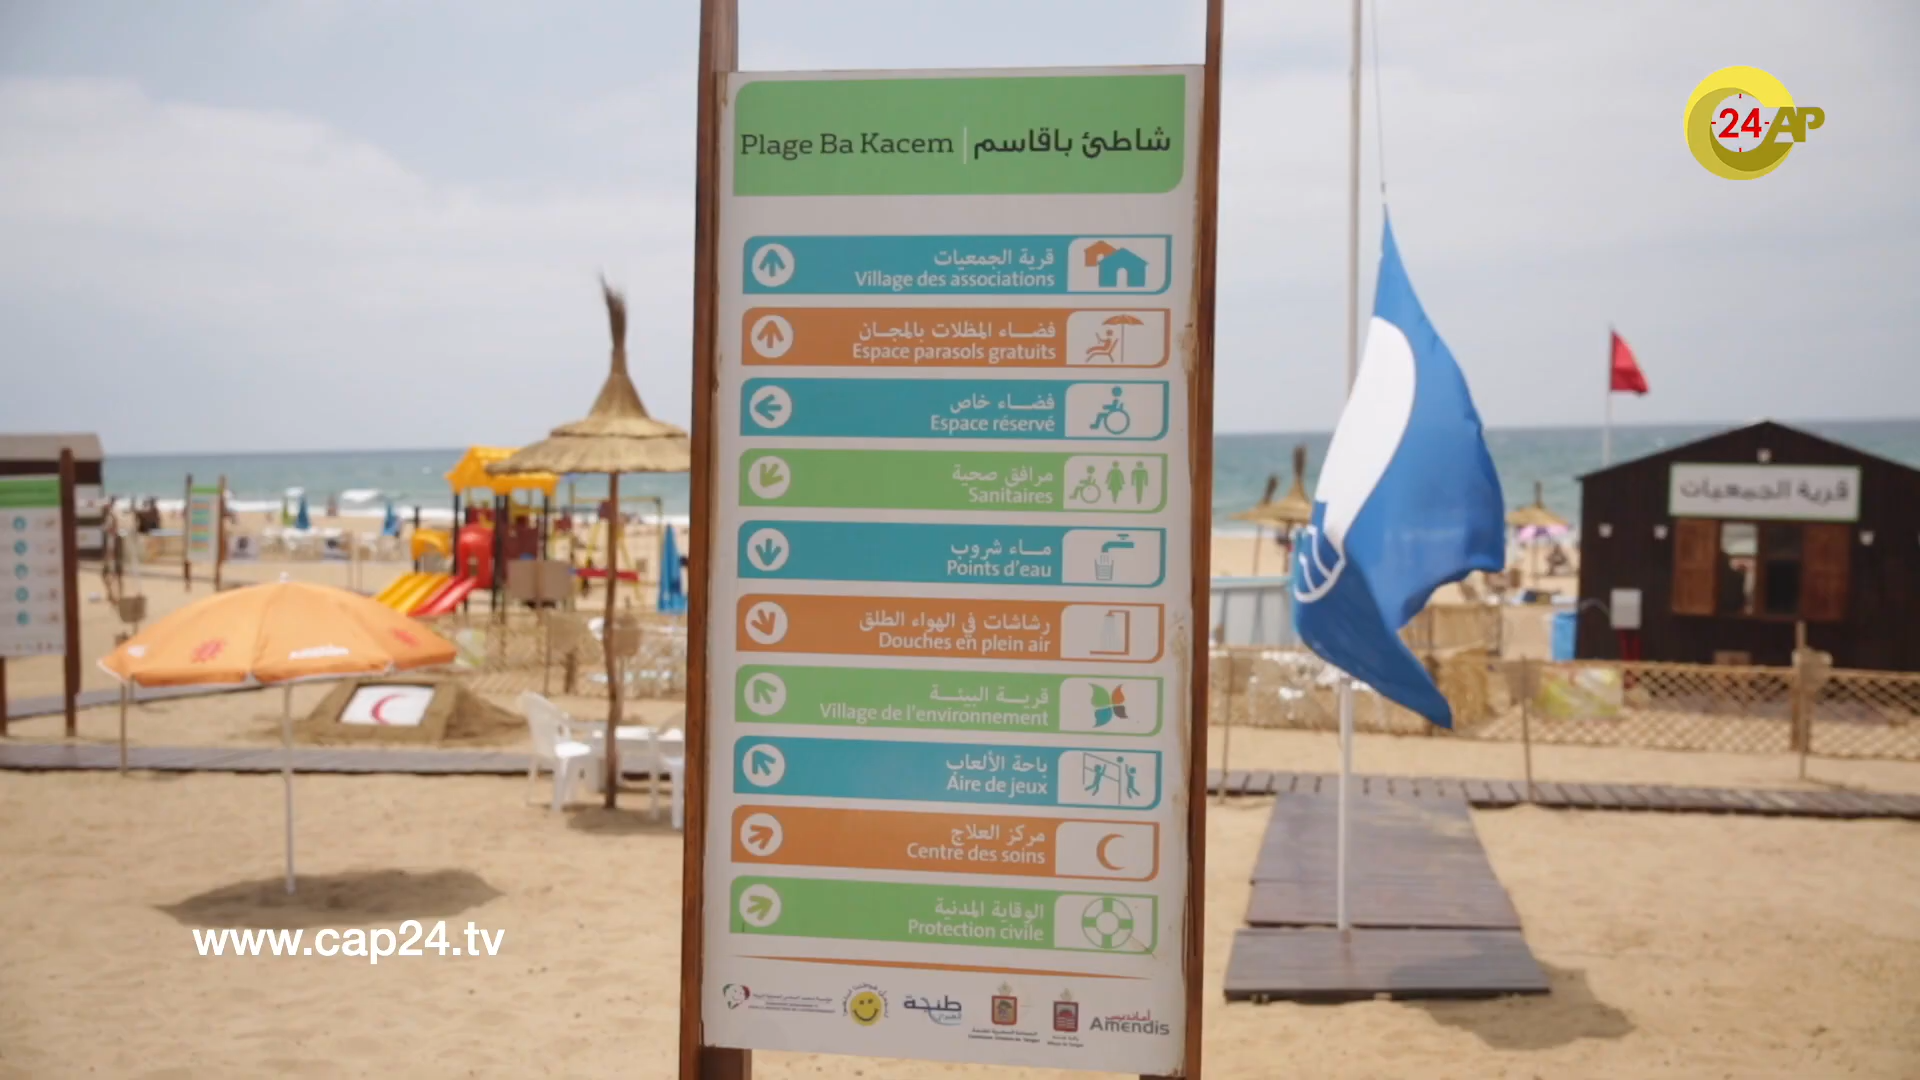 24 AP
Plage Ba Kacem | شاطئ باقاسم
قرية الجمعيات
Village des associations
فضاء المظلات بالمجان
Espace parasols gratuits
فضاء خاص
Espace réservé
مرافق صحية
Sanitaires
ماء شروب
Points d'eau
رشاشات في الهواء الطلق
Douches en plein air
قرية البيئة
Village de l'environnement
باحة الألعاب
Aire de jeux
مركز العلاج
Centre des soins
الوقاية المدنية
Protection civile
طنجة
أمانديس
Amendis
قرية الجمعيات
www.cap24.tv